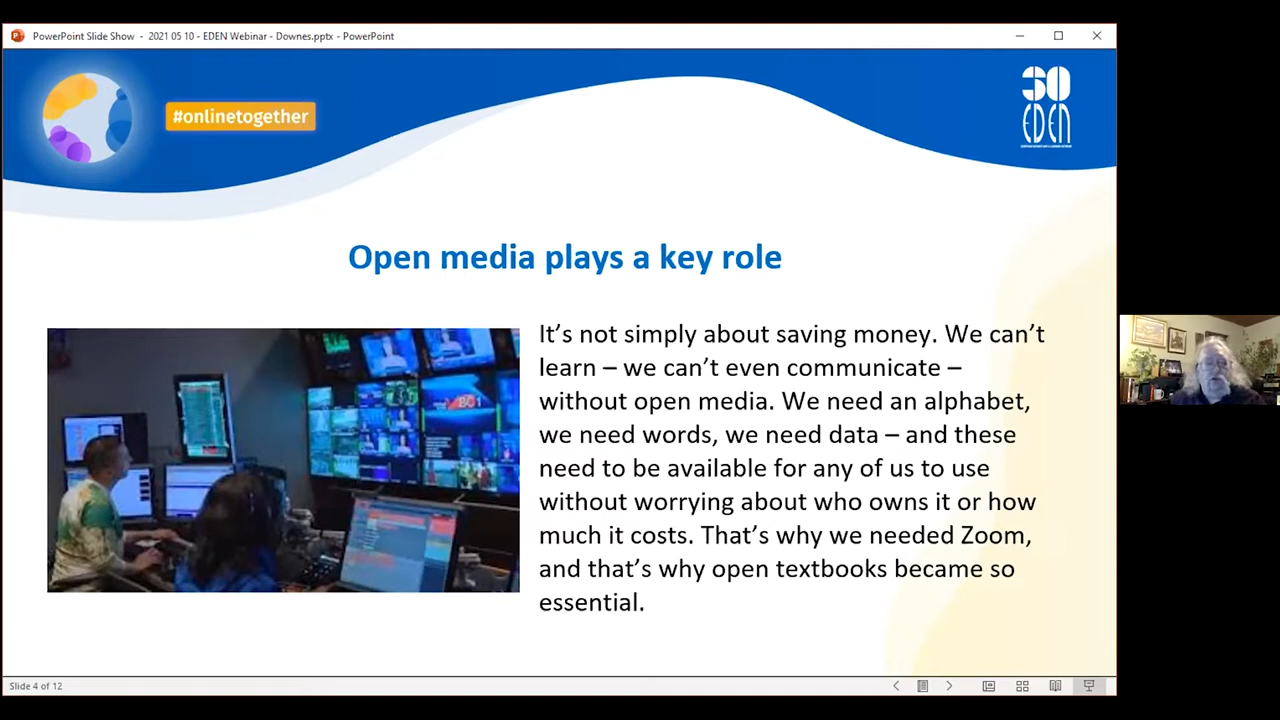 PowerPoint Slide Show - 2021 05 10 - EDEN Webinar - Downes.pptx - PowerPoint
#onlinetogether
30
EDEN
Open media plays a key role
It’s not simply about saving money. We can’t
learn – we can’t even communicate –
without open media. We need an alphabet,
we need words, we need data – and these
need to be available for any of us to use
without worrying about who owns it or how
much it costs. That’s why we needed Zoom,
and that’s why open textbooks became so
essential.
Slide 4 of 12